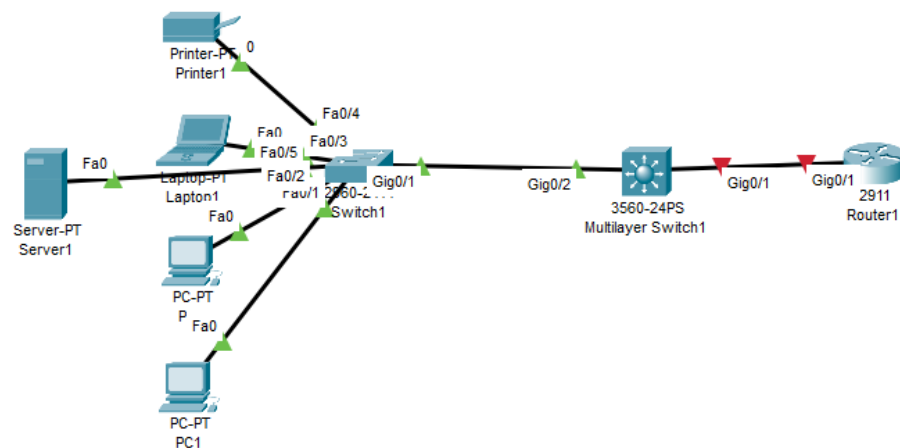 Printer-PT 0
Printer1
Fa0/4
Fa0
Fa0/3
Fa0/5
Fa0
Laptop-PT
Fa0/2
Gig0/1
Gig0/2
Gig0/1
Gig0/1
Fa0/1
Switch1
3560-24PS
Multilayer Switch1
2911
Router1
Server-PT
Server1
Fa0
PC-PT
P
Fa0
PC-PT
PC1